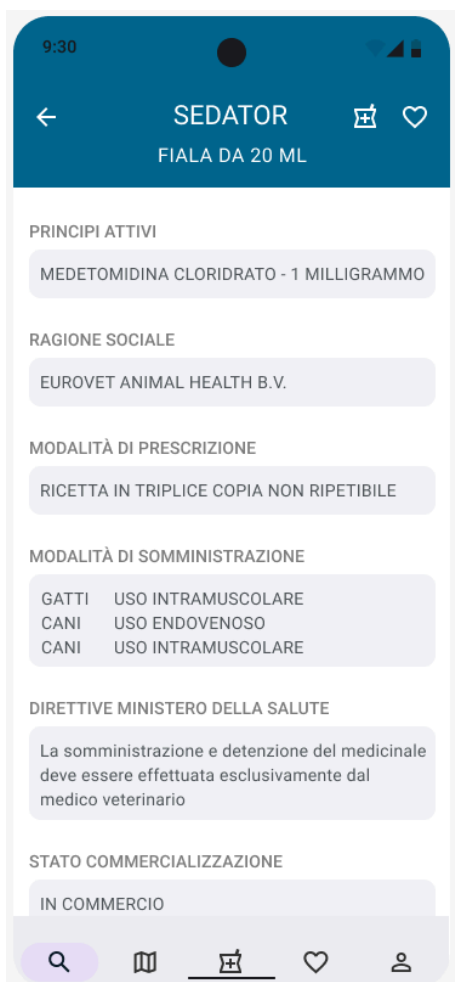 9:30
SEDATOR
FIALA DA 20 ML
PRINCIPI ATTIVI
MEDETOMIDINA CLORIDRATO - 1 MILLIGRAMMO
RAGIONE SOCIALE
EUROVET ANIMAL HEALTH B.V.
MODALITÀ DI PRESCRIZIONE
RICETTA IN TRIPLICE COPIA NON RIPETIBILE
MODALITÀ DI SOMMINISTRAZIONE
GATTI USO INTRAMUSCOLARE
CANI USO ENDOVENOSO
CANI USO INTRAMUSCOLARE
DIRETTIVE MINISTERO DELLA SALUTE
La somministrazione e detenzione del medicinale
deve essere effettuata esclusivamente dal
medico veterinario
STATO COMMERCIALIZZAZIONE
IN COMMERCIO